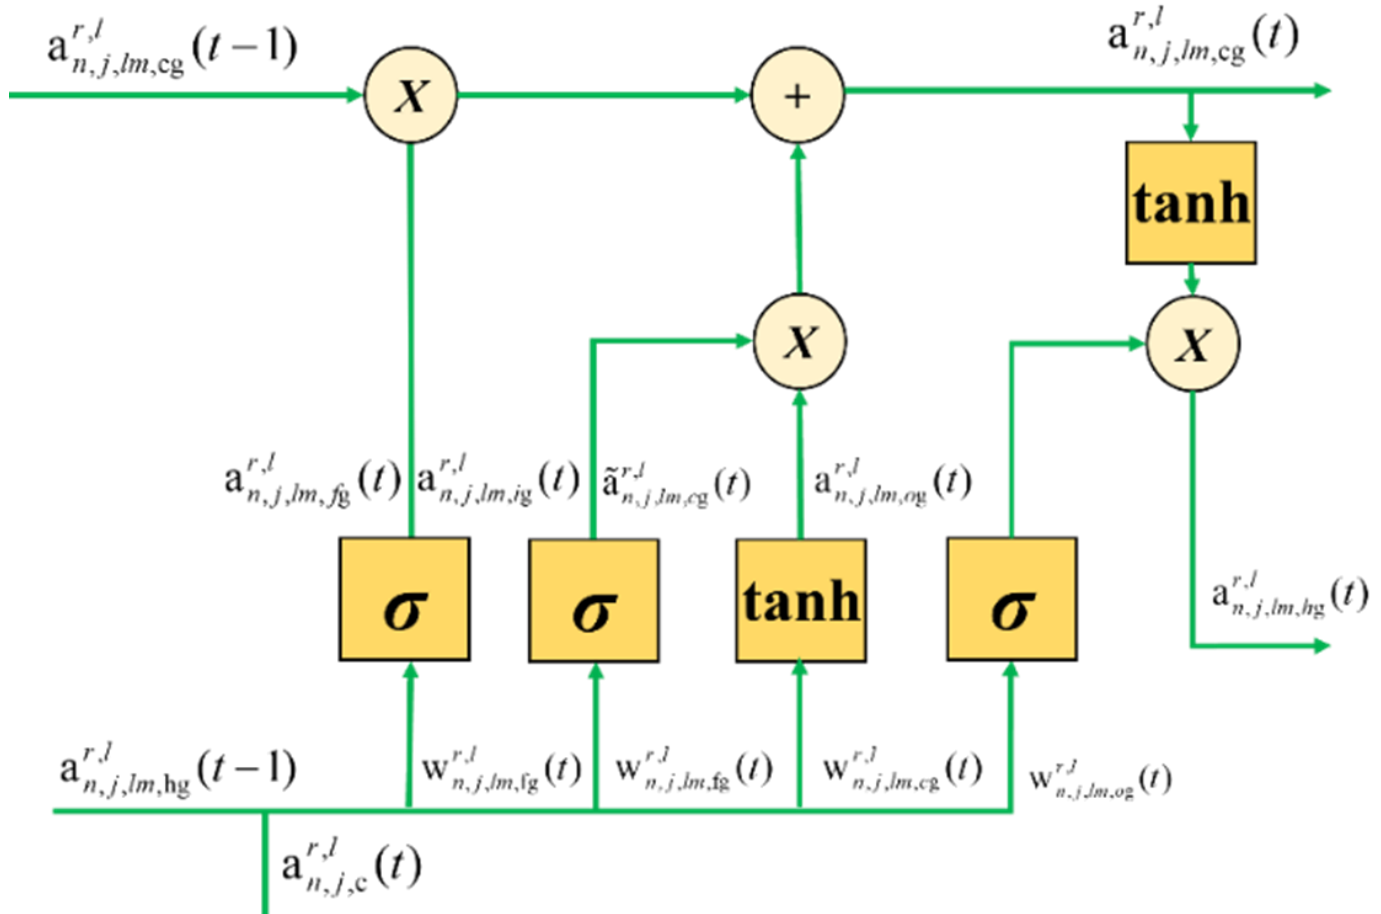 a^{r,l}_{n,j,lm,cg}(t−1)
a^{r,l}_{n,j,lm,cg}(t)
X
+
tanh
X
X
a^{r,l}_{n,j,lm,fg}(t)
a^{r,l}_{n,j,lm,ig}(t)
ã^{r,l}_{n,j,lm,cg}(t)
a^{r,l}_{n,j,lm,og}(t)
σ
σ
tanh
σ
a^{r,l}_{n,j,lm,hg}(t)
a^{r,l}_{n,j,lm,hg}(t−1)
w^{r,l}_{n,j,lm,fg}(t)
w^{r,l}_{n,j,lm,fg}(t)
w^{r,l}_{n,j,lm,cg}(t)
w^{r,l}_{n,j,lm,og}(t)
a^{r,l}_{n,j,c}(t)